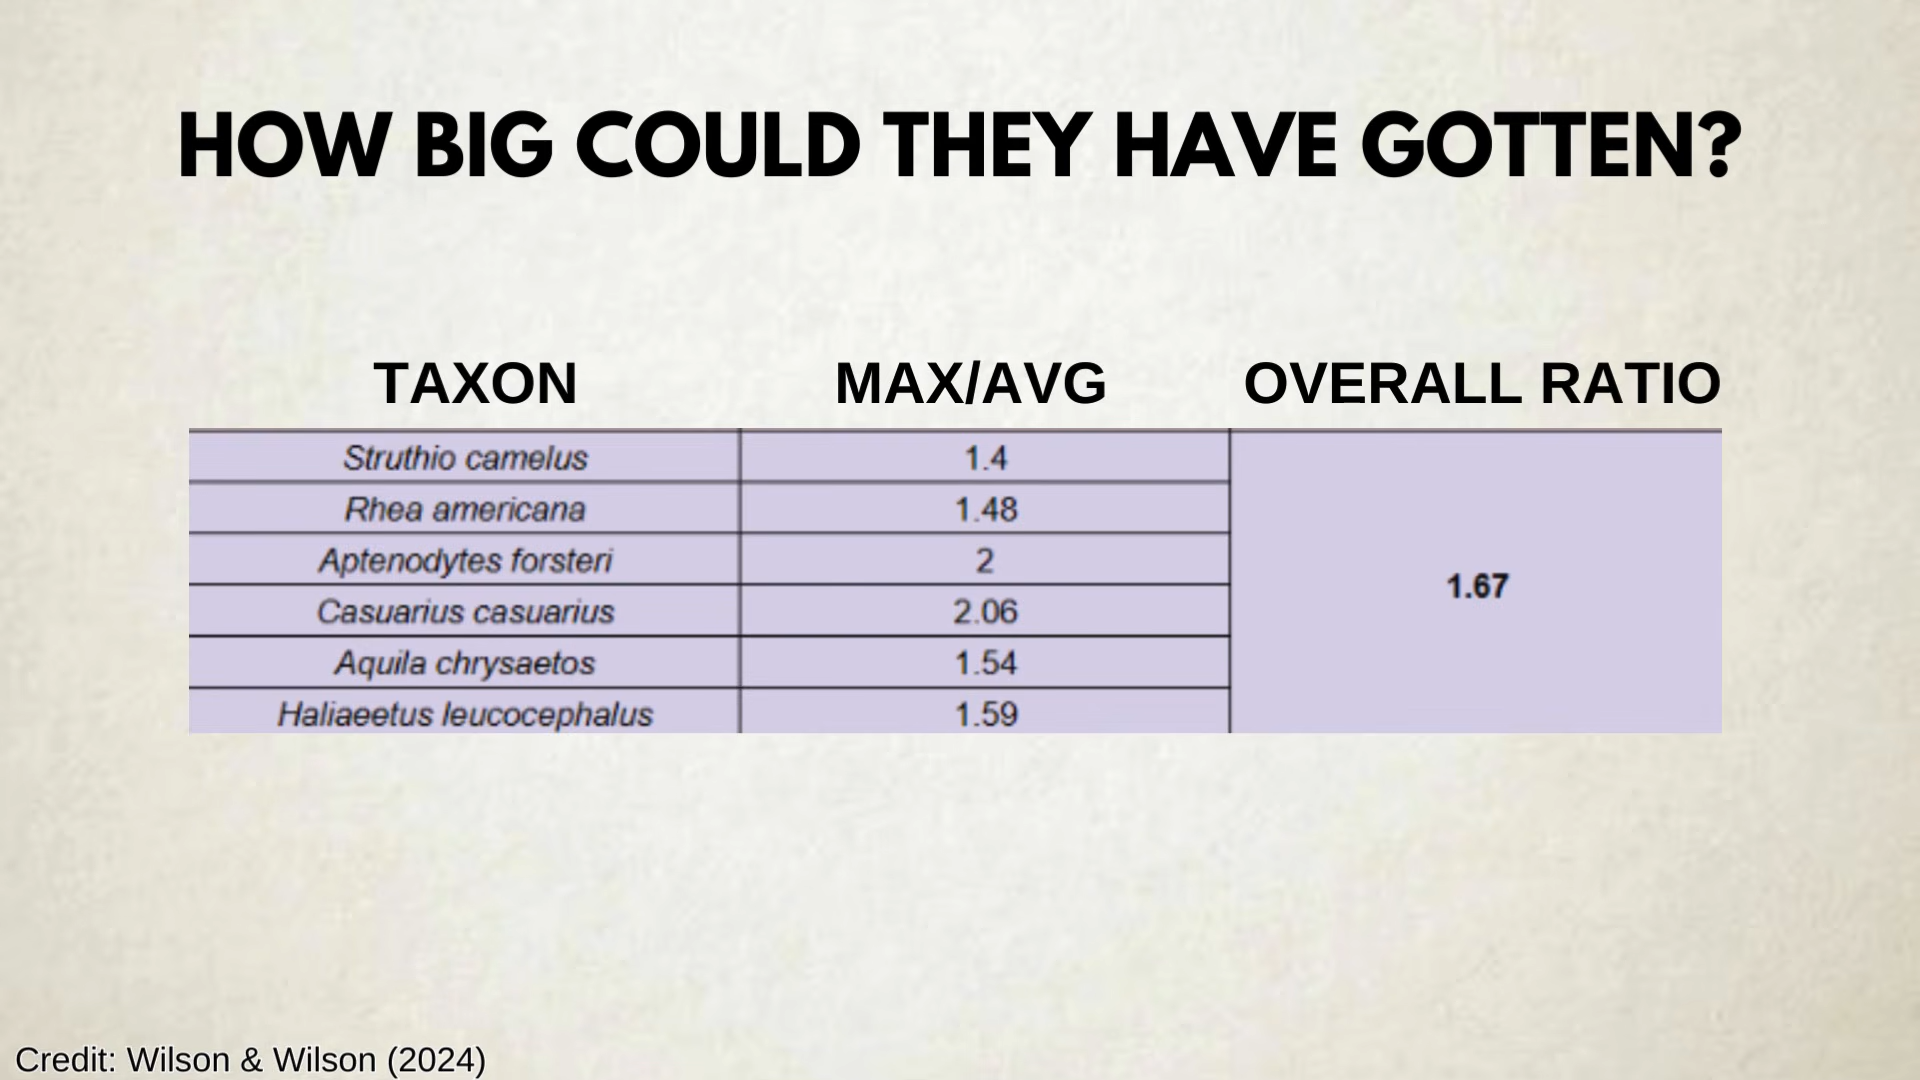 HOW BIG COULD THEY HAVE GOTTEN?
TAXON MAX/AVG OVERALL RATIO
Struthio camelus 1.4
Rhea americana 1.48
Aptenodytes forsteri 2
1.67
Casuarius casuarius 2.06
Aquila chrysaetos 1.54
Haliaeetus leucocephalus 1.59
Credit: Wilson & Wilson (2024)